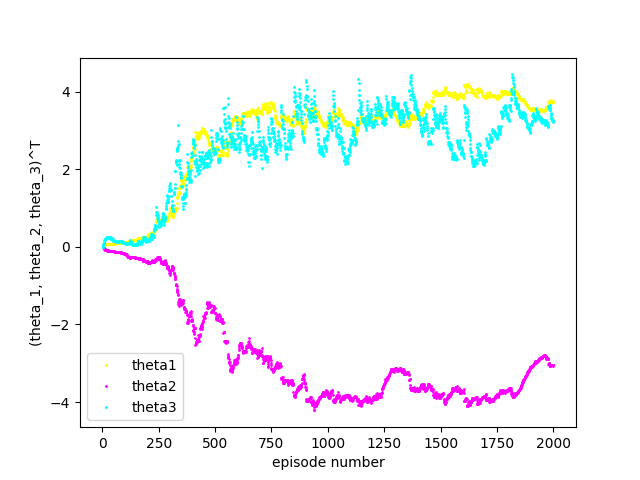 (theta_1, theta_2, theta_3)^T
4
2
0
−2
−4
theta1
theta2
theta3
0 250 500 750 1000 1250 1500 1750 2000
episode number